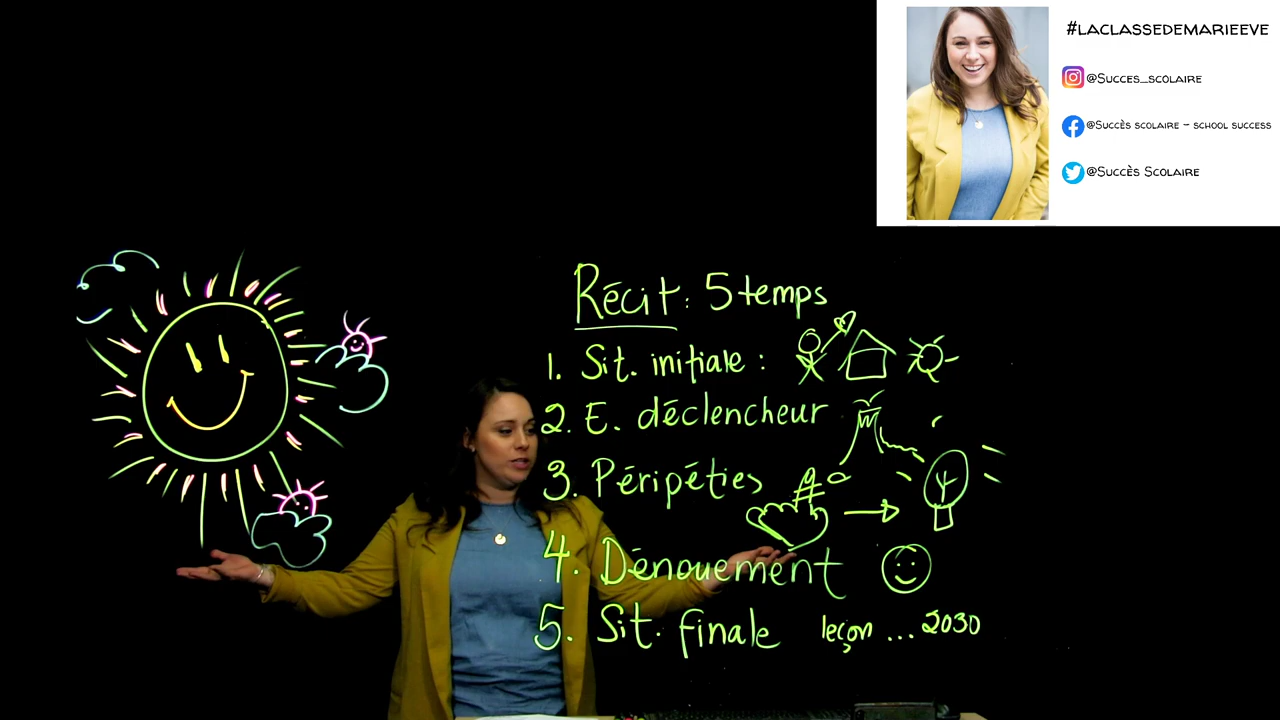 #LACLASSEDEMARIEEVE
@Succes_scolaire
@Succès scolaire - school success
@Succès Scolaire
Récit : 5 temps
1. Sit. initiale :
2. E. déclencheur
3. Péripéties
4. Dénouement
5. Sit. finale leçon ... 2030